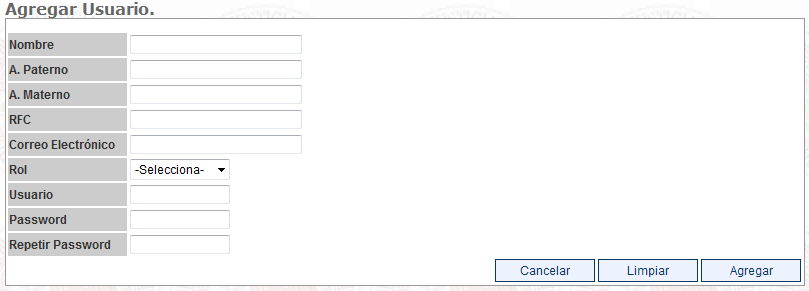 Agregar Usuario.
Nombre
A. Paterno
A. Materno
RFC
Correo Electrónico
Rol -Selecciona-
Usuario
Password
Repetir Password
Cancelar Limpiar Agregar